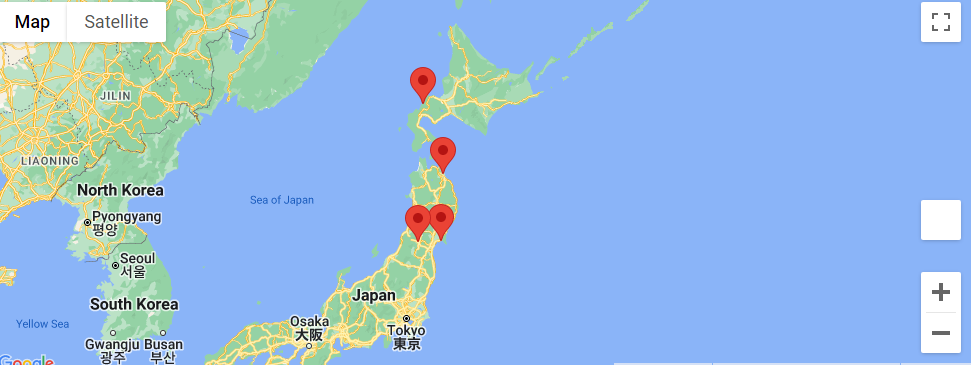 Map
Satellite
JILIN
LIAONING
North Korea
Pyongyang
평양
Sea of Japan
Seoul
서울
Japan
South Korea
Yellow Sea
Osaka
大阪
Tokyo
東京
Gwangju
광주
Busan
부산
Google